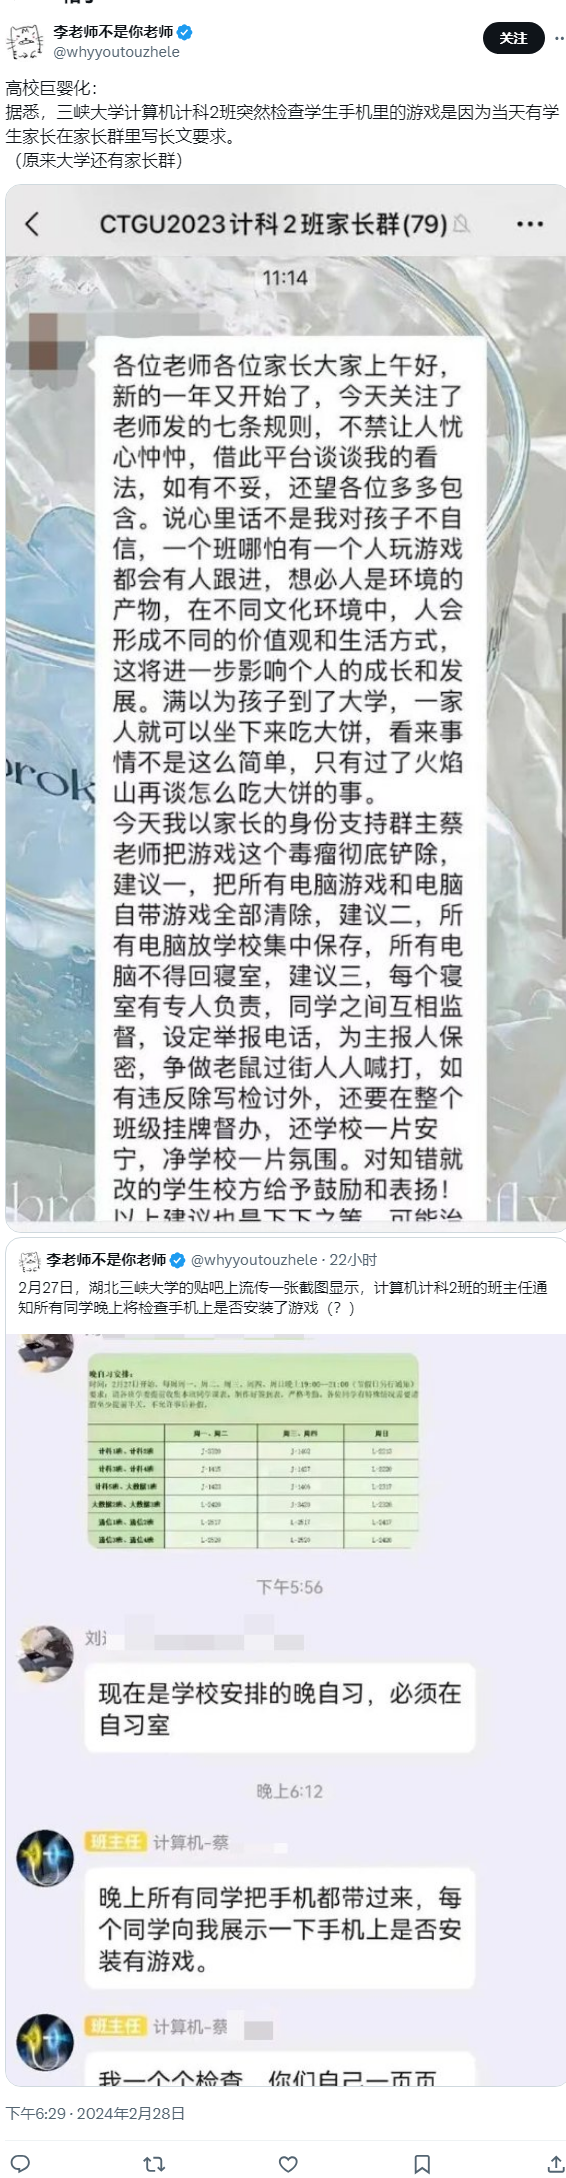 李老师不是你老师
@whyyoutouzhele
关注
高校巨婴化：
据悉，三峡大学计算机计科2班突然检查学生手机里的游戏是因为当天有学
生家长在家长群里写长文要求。
（原来大学还有家长群）
CTGU2023计科2班家长群(79)
11:14
各位老师各位家长大家上午好，
新的一年又开始了，今天关注了
老师发的七条规则，不禁让人忧
心忡忡，借此平台谈谈我的看
法，如有不妥，还望各位多多包
含。说心里话不是我对孩子不自
信，一个班哪怕有一个人玩游戏
都会有人跟进，想必人是环境的
产物，在不同文化环境中，人会
形成不同的价值观和生活方式，
这将进一步影响个人的成长和发
展。满以为孩子到了大学，一家
人就可以坐下来吃大饼，看来事
情不是这么简单，只有过了火焰
山再谈怎么吃大饼的事。
今天我以家长的身份支持群主蔡
老师把游戏这个毒瘤彻底铲除，
建议一，把所有电脑游戏和电脑
自带游戏全部清除，建议二，所
有电脑放学校集中保存，所有电
脑不得回寝室，建议三，每个寝
室有专人负责，同学之间互相监
督，设定举报电话，为主报人保
密，争做老鼠过街人人喊打，如
有违反除写检讨外，还要在整个
班级挂牌督办，还学校一片安
宁，净学校一片氛围。对知错就
改的学生校方给予鼓励和表扬！
以上建议也是下下之策，可能治
李老师不是你老师 @whyyoutouzhele · 22小时
2月27日，湖北三峡大学的贴吧上流传一张截图显示，计算机计科2班的班主任通
知所有同学晚上将检查手机上是否安装了游戏（？）
晚自习安排：
周一、周二 周三、周四 周日
下午5:56
刘
现在是学校安排的晚自习，必须在
自习室
晚上6:12
班主任 计算机-蔡
晚上所有同学把手机都带过来，每
个同学向我展示一下手机上是否安
装有游戏。
班主任 计算机-蔡
我一个个检查，你们自己一页页
下午6:29 · 2024年2月28日